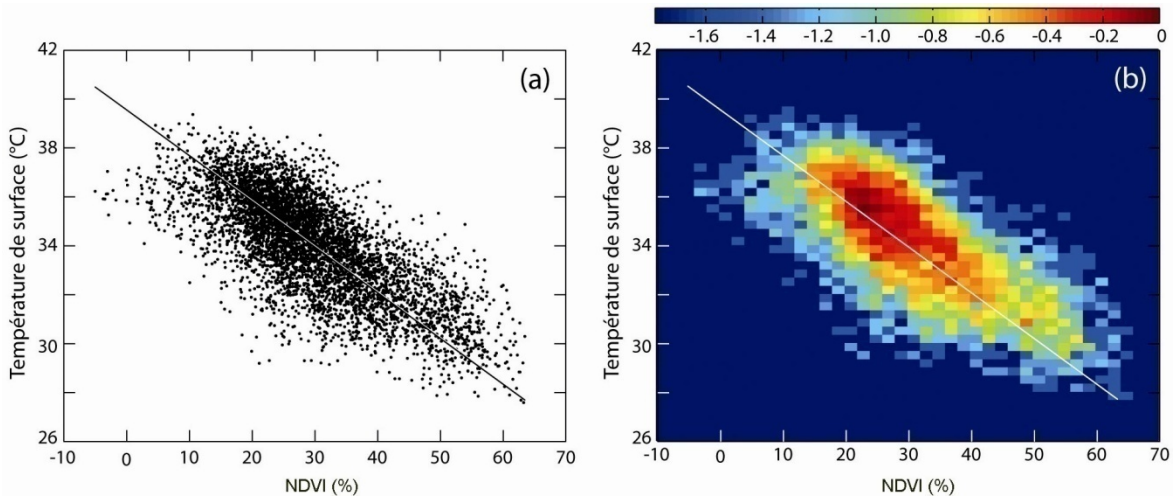 -1.6 -1.4 -1.2 -1.0 -0.8 -0.6 -0.4 -0.2 0
42
38
34
30
26
Température de surface (°C)
(a)
-10 0 10 20 30 40 50 60 70
NDVI (%)
42
38
34
30
26
Température de surface (°C)
(b)
-10 0 10 20 30 40 50 60 70
NDVI (%)